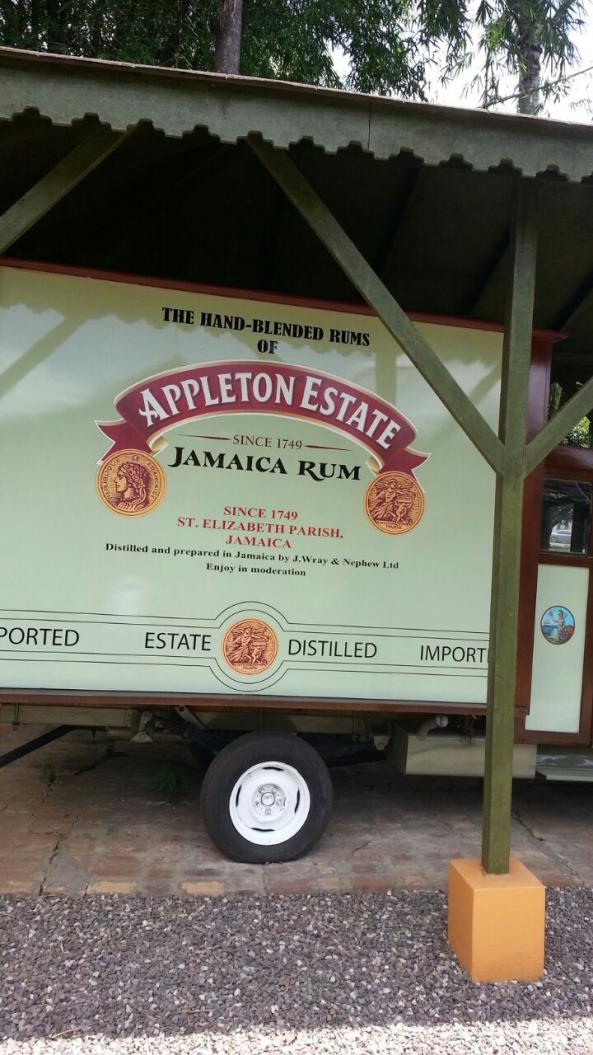 THE HAND-BLENDED RUMS
OF
APPLETON ESTATE
SINCE 1749
JAMAICA RUM
SINCE 1749
ST. ELIZABETH PARISH,
JAMAICA
Distilled and prepared in Jamaica by J.Wray & Nephew Ltd
Enjoy in moderation
PORTED ESTATE DISTILLED IMPORT